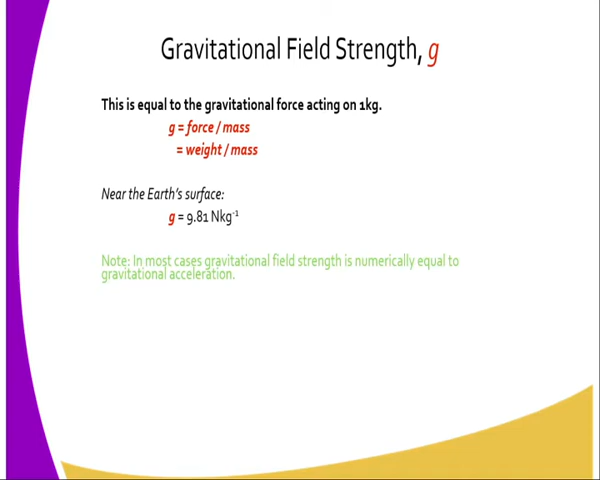 Gravitational Field Strength, g
This is equal to the gravitational force acting on 1kg.
g = force / mass
= weight / mass
Near the Earth's surface:
g = 9.81 Nkg⁻¹
Note: In most cases gravitational field strength is numerically equal to
gravitational acceleration.